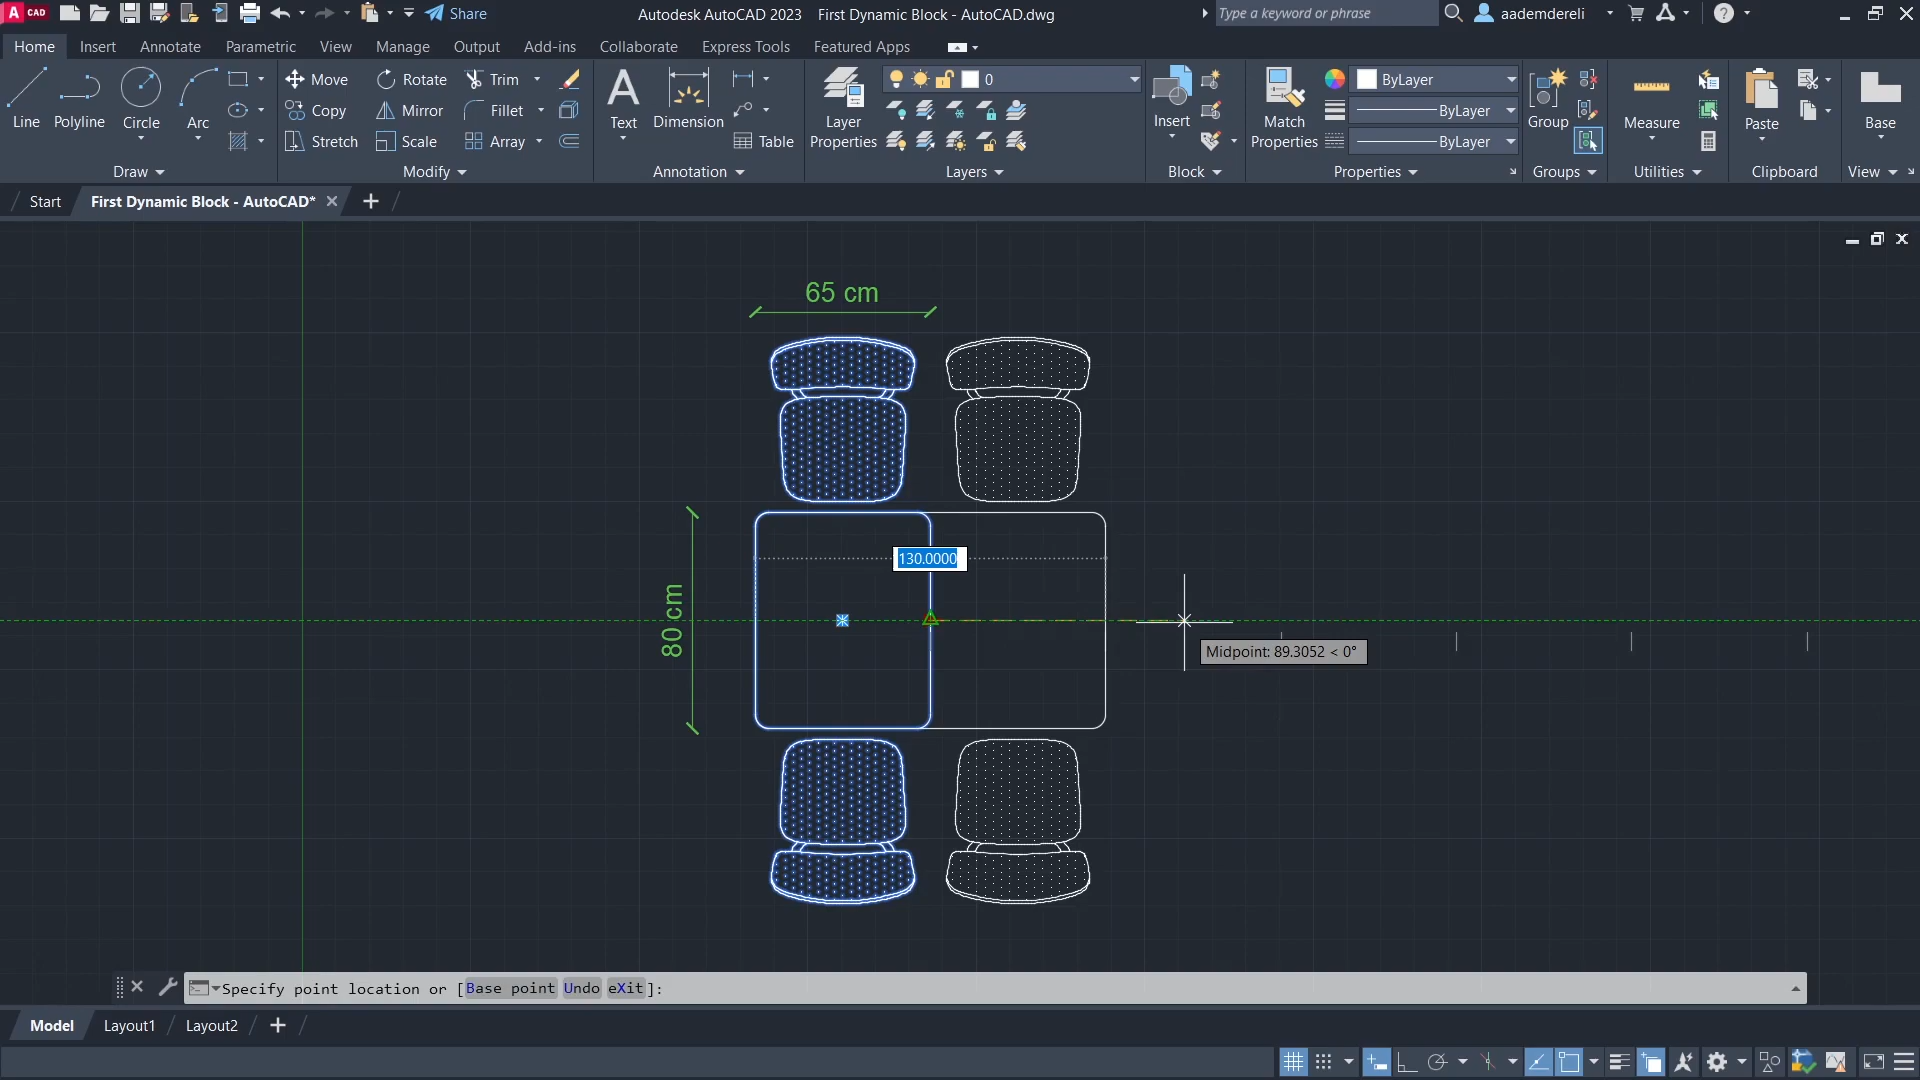 A CAD Share Autodesk AutoCAD 2023 First Dynamic Block - AutoCAD.dwg Type a keyword or phrase aademdereli ?
Home Insert Annotate Parametric View Manage Output Add-ins Collaborate Express Tools Featured Apps
Line Polyline Circle Arc
Move Rotate Trim
Copy Mirror Fillet
Stretch Scale Array
A Text Dimension Table
Layer Properties 0
Insert
Match Properties
ByLayer
ByLayer
ByLayer
Group Measure Paste Base
Draw Modify Annotation Layers Block Properties Groups Utilities Clipboard View
Start First Dynamic Block - AutoCAD* +
65 cm
130.0000
80 cm
Midpoint: 89.3052 < 0°
Specify point location or [Base point Undo eXit]:
Model Layout1 Layout2 +